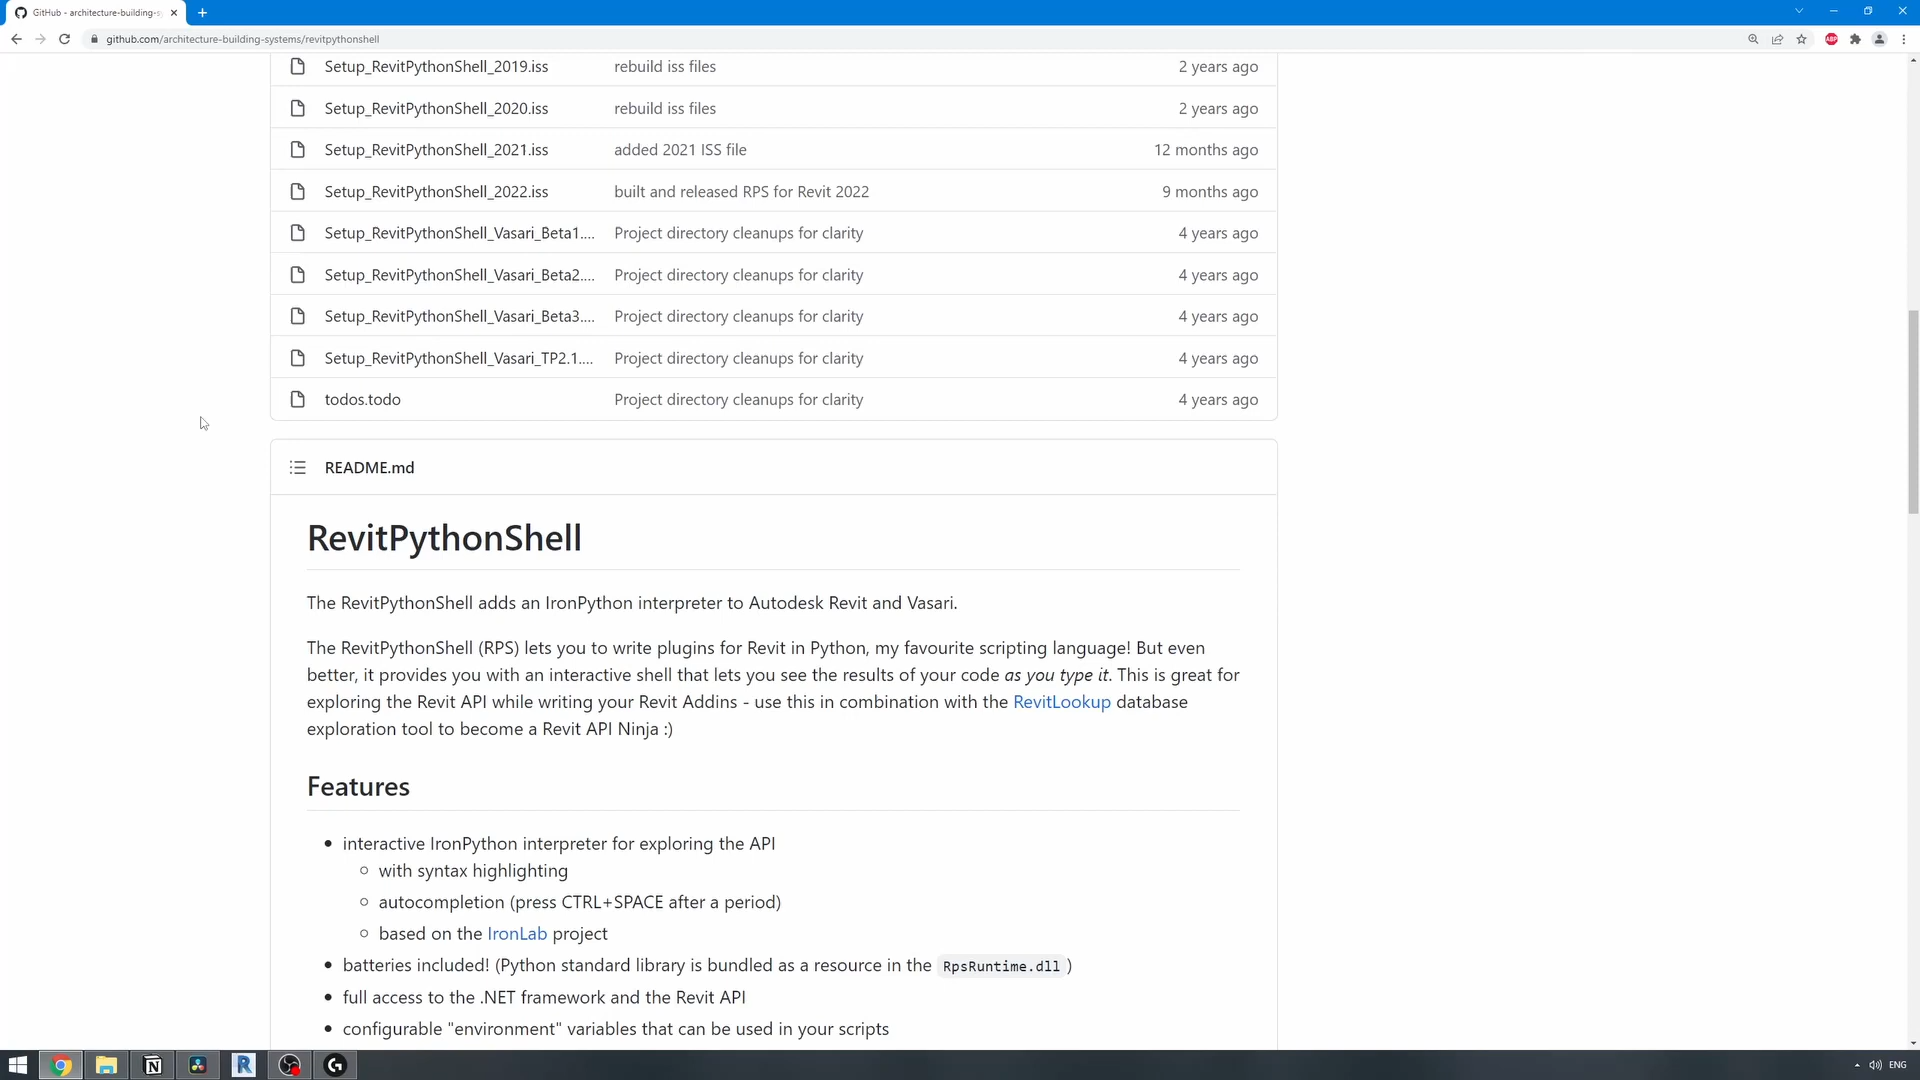 GitHub - architecture-building-s
github.com/architecture-building-systems/revitpythonshell
ABP
Setup_RevitPythonShell_2019.iss rebuild iss files 2 years ago
Setup_RevitPythonShell_2020.iss rebuild iss files 2 years ago
Setup_RevitPythonShell_2021.iss added 2021 ISS file 12 months ago
Setup_RevitPythonShell_2022.iss built and released RPS for Revit 2022 9 months ago
Setup_RevitPythonShell_Vasari_Beta1.... Project directory cleanups for clarity 4 years ago
Setup_RevitPythonShell_Vasari_Beta2.... Project directory cleanups for clarity 4 years ago
Setup_RevitPythonShell_Vasari_Beta3.... Project directory cleanups for clarity 4 years ago
Setup_RevitPythonShell_Vasari_TP2.1.... Project directory cleanups for clarity 4 years ago
todos.todo Project directory cleanups for clarity 4 years ago
README.md
RevitPythonShell
The RevitPythonShell adds an IronPython interpreter to Autodesk Revit and Vasari.
The RevitPythonShell (RPS) lets you to write plugins for Revit in Python, my favourite scripting language! But even
better, it provides you with an interactive shell that lets you see the results of your code as you type it. This is great for
exploring the Revit API while writing your Revit Addins - use this in combination with the RevitLookup database
exploration tool to become a Revit API Ninja :)
Features
• interactive IronPython interpreter for exploring the API
◦ with syntax highlighting
◦ autocompletion (press CTRL+SPACE after a period)
◦ based on the IronLab project
• batteries included! (Python standard library is bundled as a resource in the RpsRuntime.dll )
• full access to the .NET framework and the Revit API
• configurable "environment" variables that can be used in your scripts
ENG